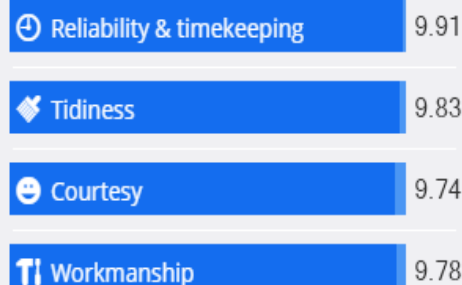 Reliability & timekeeping 9.91
Tidiness 9.83
Courtesy 9.74
Workmanship 9.78